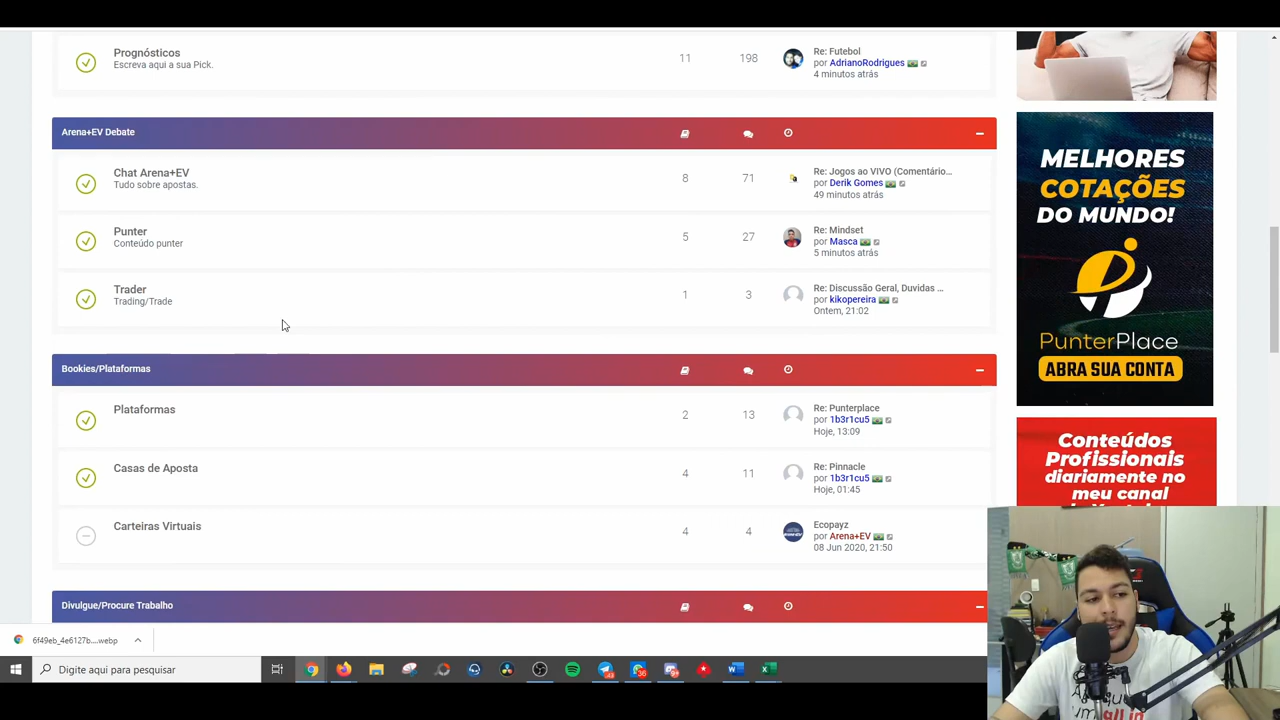 Prognósticos
Escreva aqui a sua Pick.
11
198
Re: Futebol
por AdrianoRodrigues
4 minutos atrás
Arena+EV Debate
Chat Arena+EV
Tudo sobre apostas.
8
71
Re: Jogos ao VIVO (Comentário...
por Derik Gomes
49 minutos atrás
Punter
Conteúdo punter
5
27
Re: Mindset
por Masca
5 minutos atrás
Trader
Trading/Trade
1
3
Re: Discussão Geral, Duvidas ...
por kikopereira
Ontem, 21:02
Bookies/Plataformas
Plataformas
2
13
Re: Punterplace
por 1b3r1cu5
Hoje, 13:09
Casas de Aposta
4
11
Re: Pinnacle
por 1b3r1cu5
Hoje, 01:45
Carteiras Virtuais
4
4
Ecopayz
por Arena+EV
08 Jun 2020, 21:50
Divulgue/Procure Trabalho
MELHORES
COTAÇÕES
DO MUNDO!
PunterPlace
ABRA SUA CONTA
Conteúdos
Profissionais
diariamente no
meu canal
6f49eb_4e6127b....webp
Digite aqui para pesquisar
um all in